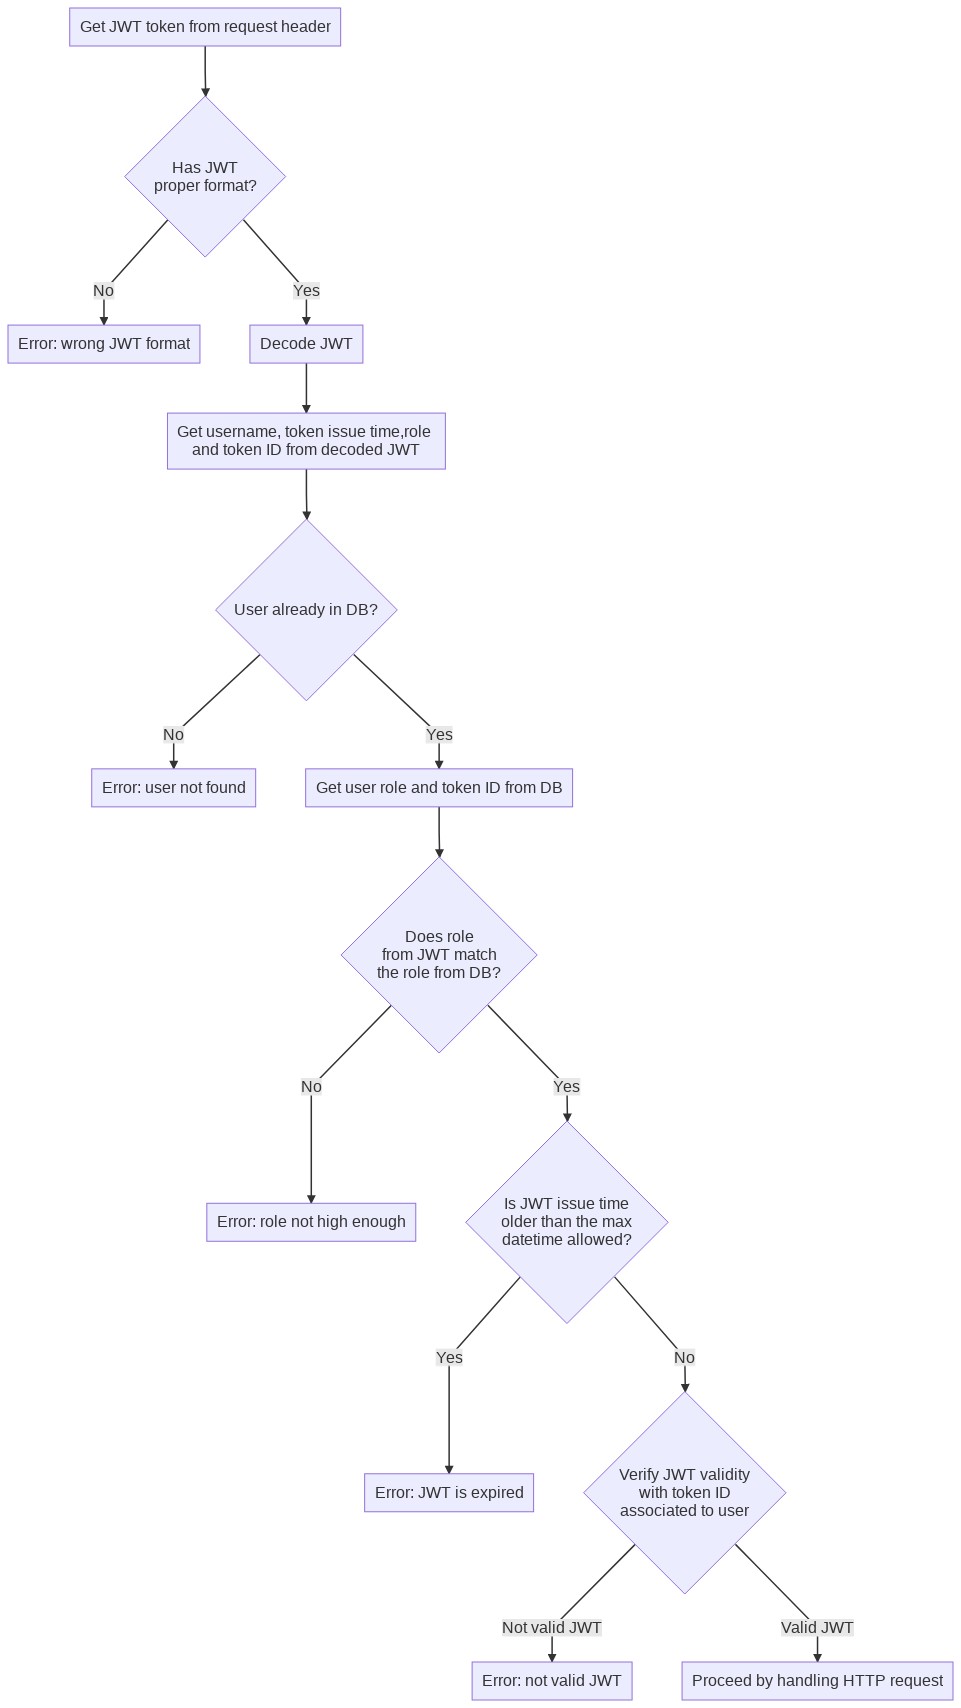 Get JWT token from request header
Has JWT
proper format?
No
Yes
Error: wrong JWT format
Decode JWT
Get username, token issue time,role
and token ID from decoded JWT
User already in DB?
No
Yes
Error: user not found
Get user role and token ID from DB
Does role
from JWT match
the role from DB?
No
Yes
Error: role not high enough
Is JWT issue time
older than the max
datetime allowed?
Yes
No
Error: JWT is expired
Verify JWT validity
with token ID
associated to user
Not valid JWT
Valid JWT
Error: not valid JWT
Proceed by handling HTTP request